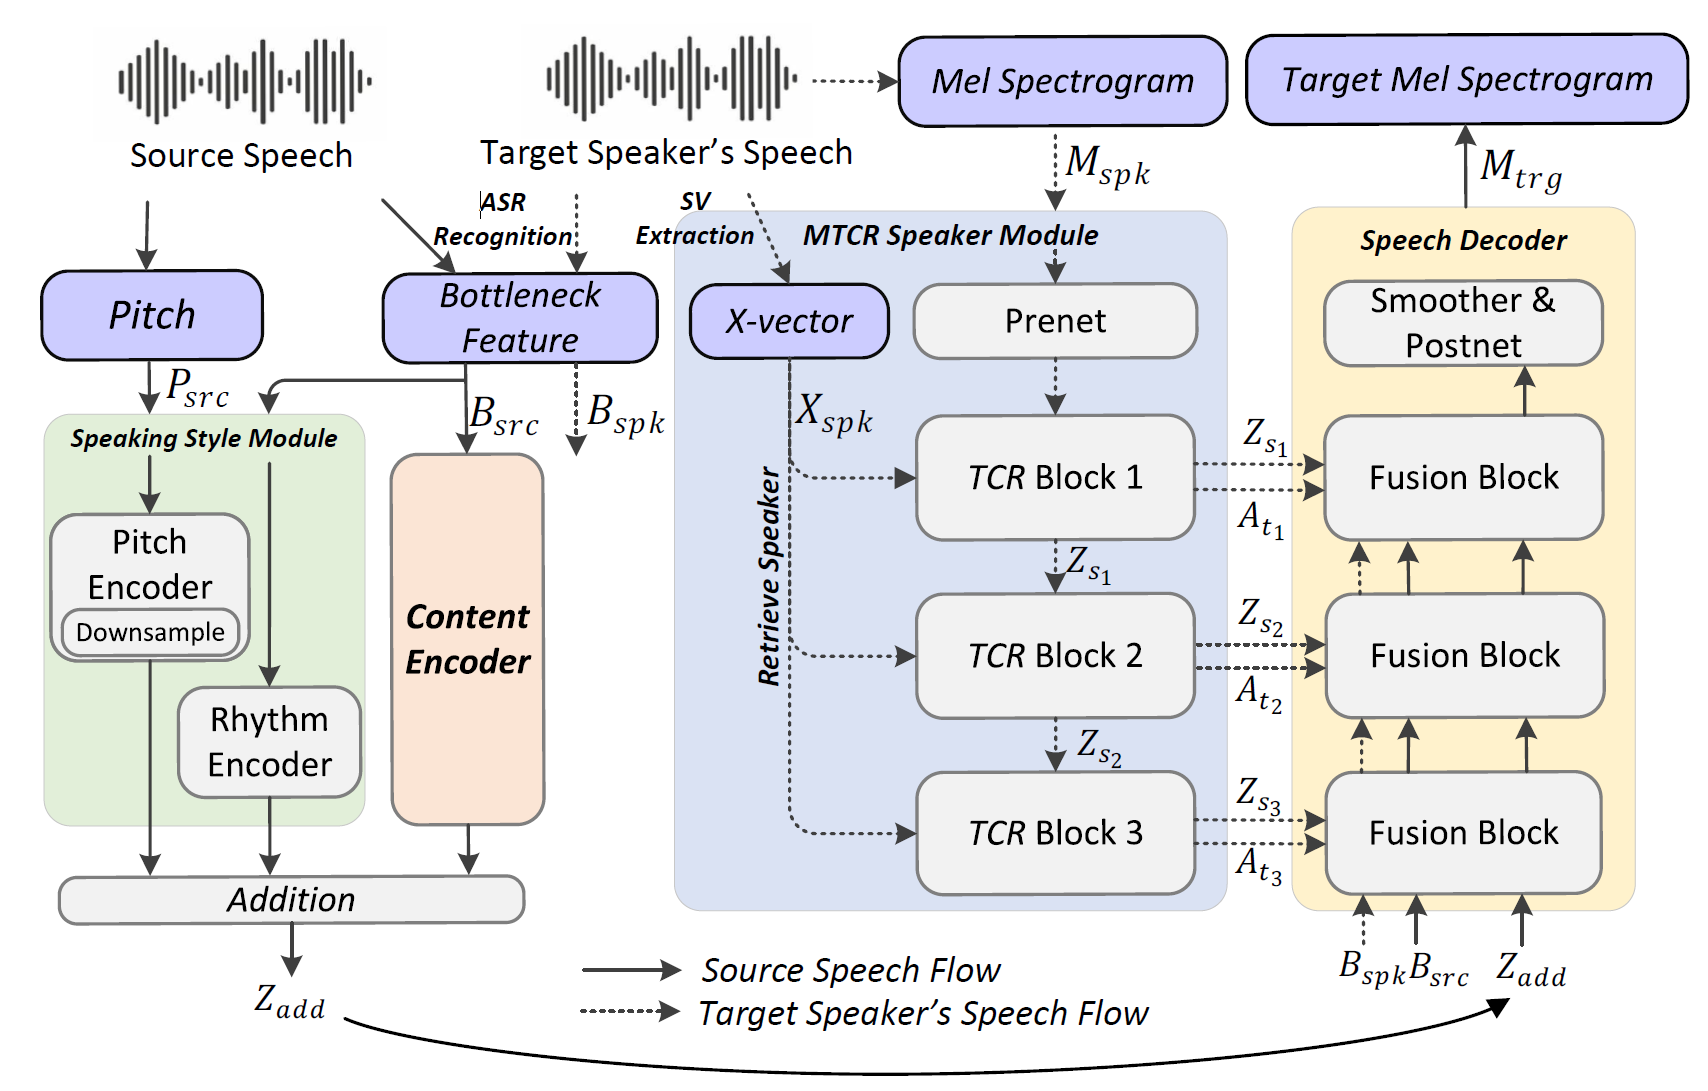 Source Speech
Target Speaker's Speech
Mel Spectrogram
Target Mel Spectrogram
M_{spk}
M_{trg}
ASR
Recognition
SV
Extraction
MTCR Speaker Module
Speech Decoder
Pitch
Bottleneck
Feature
X-vector
Prenet
Smoother &
Postnet
P_{src}
B_{src}
B_{spk}
X_{spk}
Speaking Style Module
Pitch
Encoder
Downsample
Rhythm
Encoder
Content
Encoder
Retrieve Speaker
TCR Block 1
Z_{s_1}
A_{t_1}
Fusion Block
Z_{s_1}
TCR Block 2
Z_{s_2}
A_{t_2}
Fusion Block
Z_{s_2}
TCR Block 3
Z_{s_3}
A_{t_3}
Fusion Block
Addition
Z_{add}
B_{spk} B_{src} Z_{add}
Source Speech Flow
Target Speaker's Speech Flow